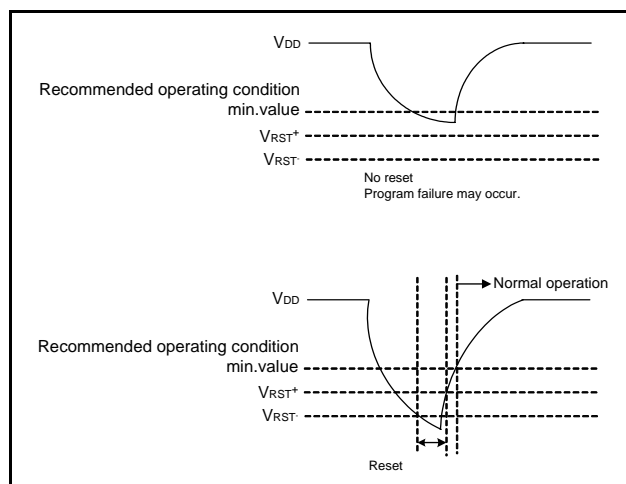 VDD
Recommended operating condition
min.value
VRST+
VRST-
No reset
Program failure may occur.
Normal operation
VDD
Recommended operating condition
min.value
VRST+
VRST-
Reset